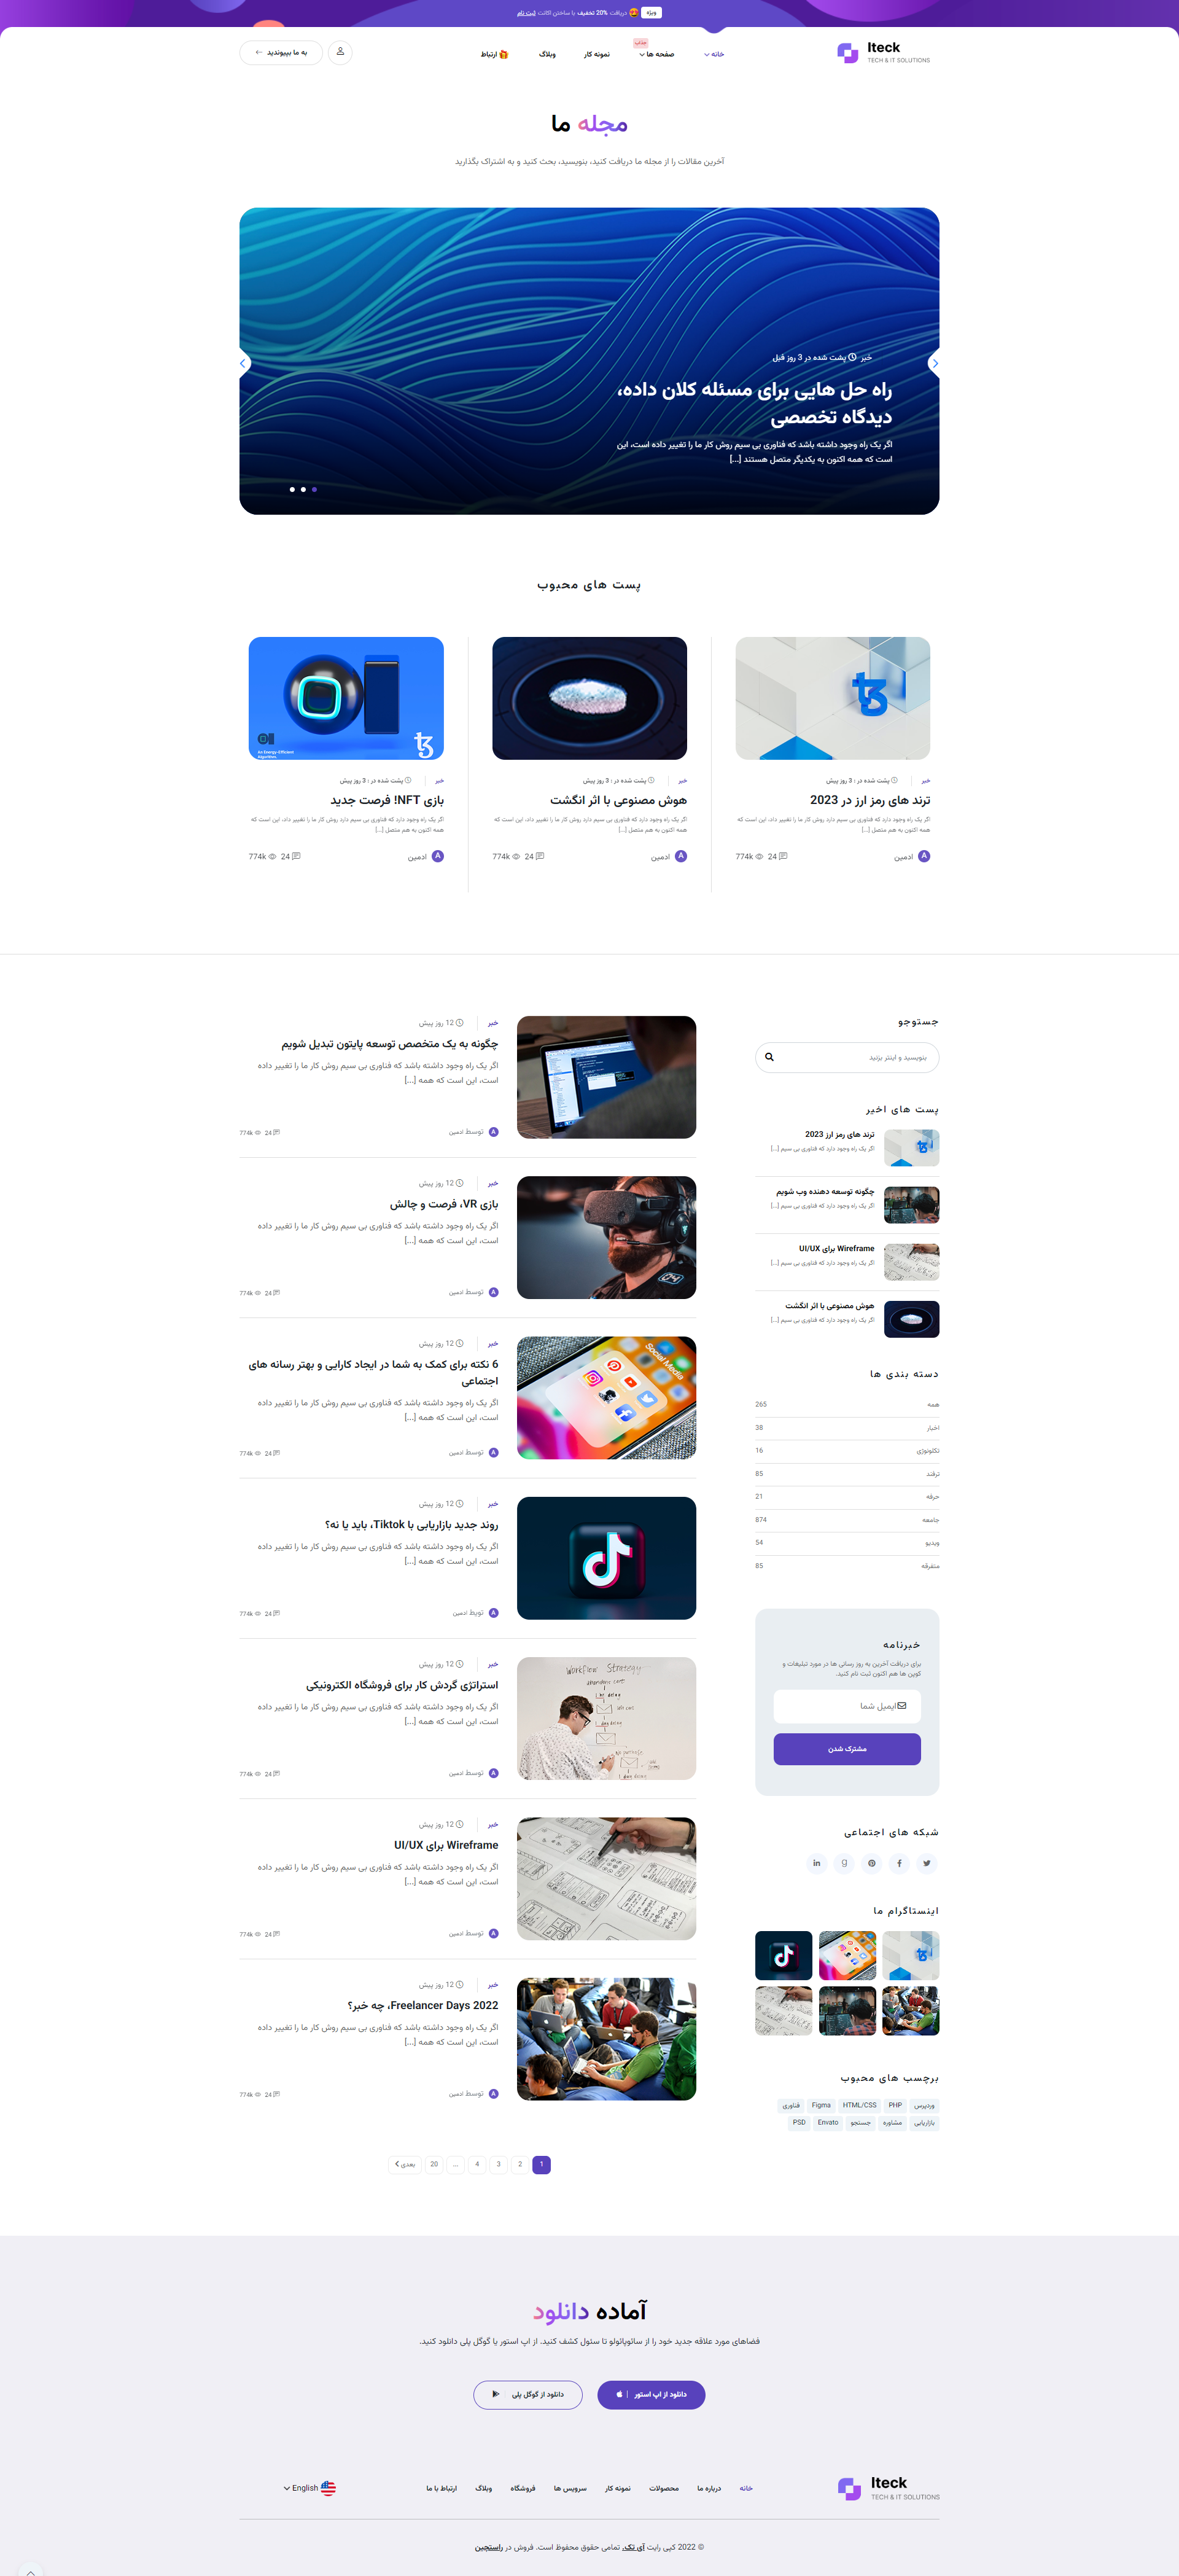 ویژه دریافت 20% تخفیف با ساختن اکانت ثبت نام
Iteck
TECH & IT SOLUTIONS
خانه
جذاب
صفحه ها
نمونه کار
وبلاگ
ارتباط
به ما بپیوندید
مجله ما
آخرین مقالات را از مجله ما دریافت کنید، بنویسید، بحث کنید و به اشتراک بگذارید
خبر پشت شده در 3 روز قبل
راه حل هایی برای مسئله کلان داده،
دیدگاه تخصصی
اگر یک راه وجود داشته باشد که فناوری بی سیم روش کار ما را تغییر داده است، این
است که همه اکنون به یکدیگر متصل هستند [...]
پست های محبوب
خبر پشت شده در : 3 روز پیش
ترند های رمز ارز در 2023
اگر یک راه وجود دارد که فناوری بی سیم دارد روش کار ما را تغییر داد، این است که
همه اکنون به هم متصل [...]
A ادمین 24 774k
خبر پشت شده در : 3 روز پیش
هوش مصنوعی با اثر انگشت
اگر یک راه وجود دارد که فناوری بی سیم دارد روش کار ما را تغییر داد، این است که
همه اکنون به هم متصل [...]
A ادمین 24 774k
An Energy-Efficient
Algorithm.
خبر پشت شده در : 3 روز پیش
بازی NFT! فرصت جدید
اگر یک راه وجود دارد که فناوری بی سیم دارد روش کار ما را تغییر داد، این است که
همه اکنون به هم متصل [...]
A ادمین 24 774k
جستوجو
بنویسید و اینتر بزنید
پست های اخیر
ترند های رمز ارز 2023
اگر یک راه وجود دارد که فناوری بی سیم [...]
چگونه توسعه دهنده وب شویم
اگر یک راه وجود دارد که فناوری بی سیم [...]
Wireframe برای UI/UX
اگر یک راه وجود دارد که فناوری بی سیم [...]
هوش مصنوعی با اثر انگشت
اگر یک راه وجود دارد که فناوری بی سیم [...]
دسته بندی ها
همه 265
اخبار 38
تکنولوژی 16
ترفند 85
حرفه 21
جامعه 874
ویدیو 54
متفرقه 85
خبرنامه
برای دریافت آخرین به روز رسانی ها در مورد تبلیغات و
کوپن ها هم اکنون ثبت نام کنید.
ایمیل شما
مشترک شدن
شبکه های اجتماعی
اینستاگرام ما
برچسب های محبوب
وردپرس PHP HTML/CSS Figma فناوری
بازاریابی مشاوره جستجو Envato PSD
خبر 12 روز پیش
چگونه به یک متخصص توسعه پایتون تبدیل شویم
اگر یک راه وجود داشته باشد که فناوری بی سیم روش کار ما را تغییر داده
است، این است که همه [...]
A توسط ادمین 24 774k
خبر 12 روز پیش
بازی VR، فرصت و چالش
اگر یک راه وجود داشته باشد که فناوری بی سیم روش کار ما را تغییر داده
است، این است که همه [...]
A توسط ادمین 24 774k
Social Media
خبر 12 روز پیش
6 نکته برای کمک به شما در ایجاد کارایی و بهتر رسانه های
اجتماعی
اگر یک راه وجود داشته باشد که فناوری بی سیم روش کار ما را تغییر داده
است، این است که همه [...]
A توسط ادمین 24 774k
خبر 12 روز پیش
روند جدید بازاریابی با Tiktok، باید یا نه؟
اگر یک راه وجود داشته باشد که فناوری بی سیم روش کار ما را تغییر داده
است، این است که همه [...]
A تویط ادمین 24 774k
Workflow Strategy
خبر 12 روز پیش
استراتژی گردش کار برای فروشگاه الکترونیکی
اگر یک راه وجود داشته باشد که فناوری بی سیم روش کار ما را تغییر داده
است، این است که همه [...]
A توسط ادمین 24 774k
خبر 12 روز پیش
Wireframe برای UI/UX
اگر یک راه وجود داشته باشد که فناوری بی سیم روش کار ما را تغییر داده
است، این است که همه [...]
A توسط ادمین 24 774k
خبر 12 روز پیش
Freelancer Days 2022، چه خبر؟
اگر یک راه وجود داشته باشد که فناوری بی سیم روش کار ما را تغییر داده
است، این است که همه [...]
A توسط ادمین 24 774k
1 2 3 4 ... 20 بعدی
آماده دانلود
فضاهای مورد علاقه جدید خود را از سائوپائولو تا سئول کشف کنید. از اپ استور یا گوگل پلی دانلود کنید.
دانلود از اپ استور
دانلود از گوگل پلی
Iteck
TECH & IT SOLUTIONS
خانه درباره ما محصولات نمونه کار سرویس ها فروشگاه وبلاگ ارتباط با ما
English
© 2022 کپی رایت آی تک. تمامی حقوق محفوظ است. فروش در راستچین